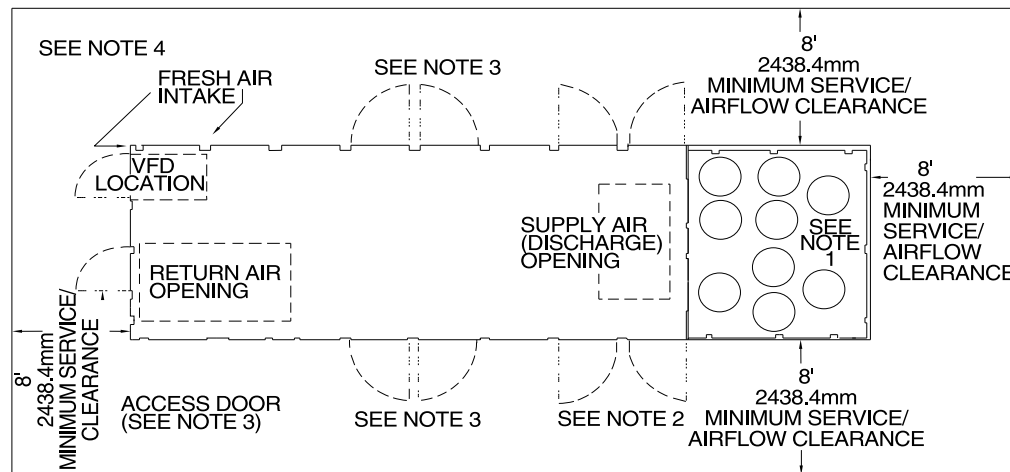 SEE NOTE 4
FRESH AIR
INTAKE
SEE NOTE 3
8'
2438.4mm
MINIMUM SERVICE/
AIRFLOW CLEARANCE
VFD
LOCATION
RETURN AIR
OPENING
SUPPLY AIR
(DISCHARGE)
OPENING
SEE
NOTE
1
8'
2438.4mm
MINIMUM
SERVICE/
AIRFLOW
CLEARANCE
8'
2438.4mm
MINIMUM SERVICE/
CLEARANCE
ACCESS DOOR
(SEE NOTE 3)
SEE NOTE 3
SEE NOTE 2
8'
2438.4mm
MINIMUM SERVICE/
AIRFLOW CLEARANCE